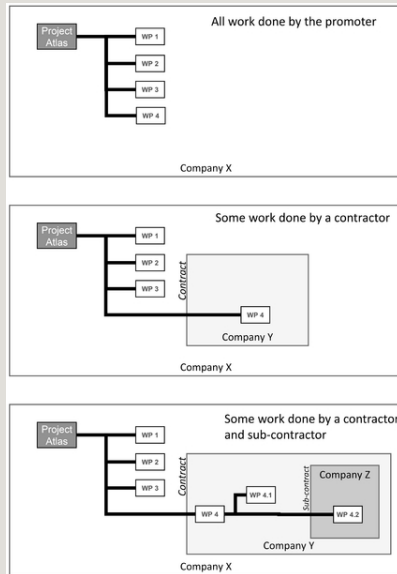 All work done by the promoter
Project
Atlas
WP 1
WP 2
WP 3
WP 4
Company X
Some work done by a contractor
Project
Atlas
WP 1
WP 2
WP 3
Contract
WP 4
Company Y
Company X
Some work done by a contractor
and sub-contractor
Project
Atlas
WP 1
WP 2
WP 3
Contract
WP 4
WP 4.1
Sub-contract
Company Z
WP 4.2
Company Y
Company X